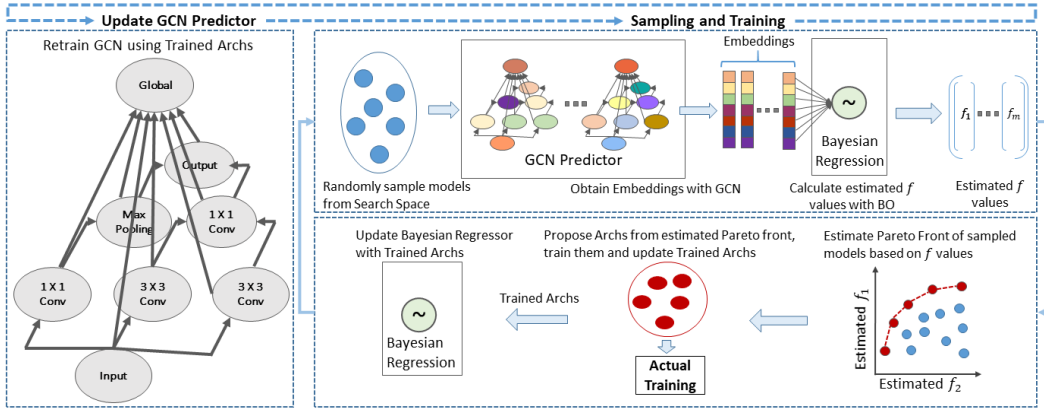 Update GCN Predictor
Sampling and Training
Retrain GCN using Trained Archs
Global
Output
Max
Pooling
1 X 1
Conv
1 X 1
Conv
3 X 3
Conv
3 X 3
Conv
Input
Randomly sample models
from Search Space
GCN Predictor
Obtain Embeddings with GCN
Embeddings
~
Bayesian
Regression
Calculate estimated f
values with BO
f1
fm
Estimated f
values
Update Bayesian Regressor
with Trained Archs
~
Bayesian
Regression
Trained Archs
Propose Archs from estimated Pareto front,
train them and update Trained Archs
Actual
Training
Estimate Pareto Front of sampled
models based on f values
Estimated f1
Estimated f2